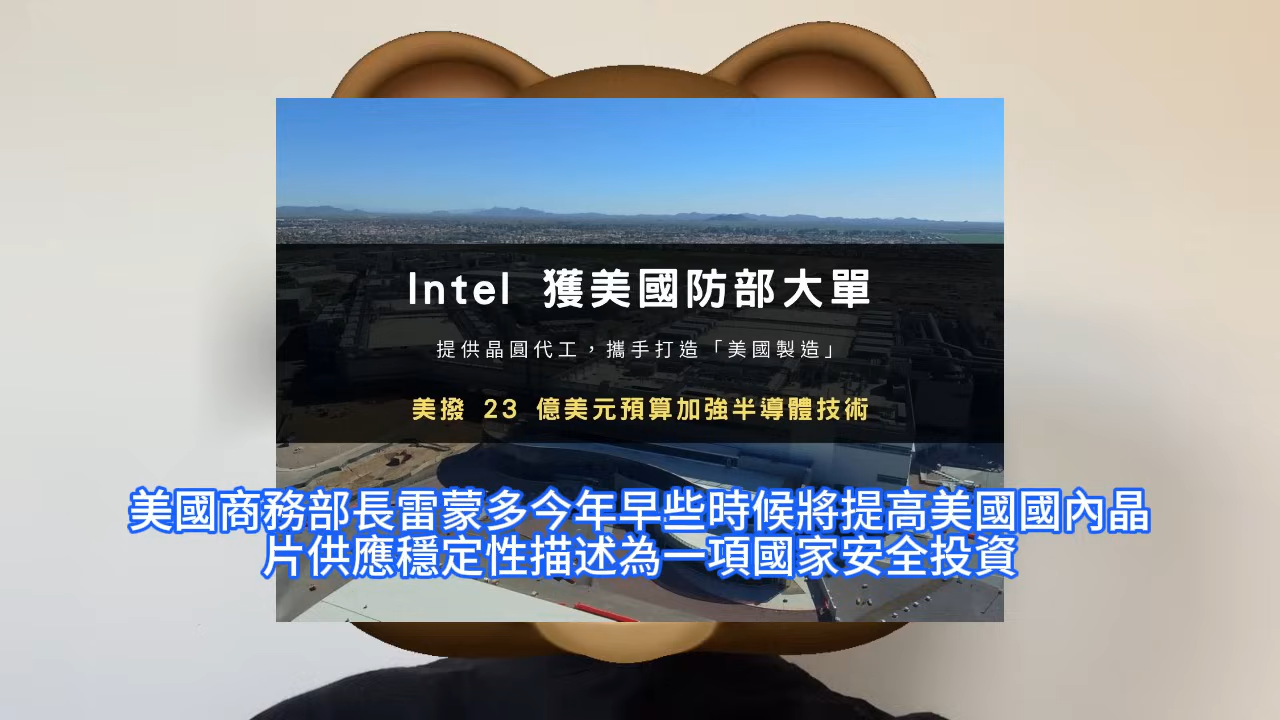 Intel 獲美國防部大單
提供晶圓代工，攜手打造「美國製造」
美撥 23 億美元預算加強半導體技術
美國商務部長雷蒙多今年早些時候將提高美國國內晶
片供應穩定性描述為一項國家安全投資